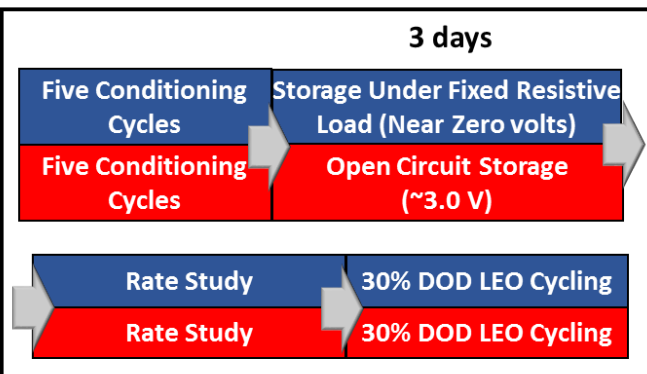 3 days
Five Conditioning
Cycles
Storage Under Fixed Resistive
Load (Near Zero volts)
Five Conditioning
Cycles
Open Circuit Storage
(~3.0 V)
Rate Study
30% DOD LEO Cycling
Rate Study
30% DOD LEO Cycling